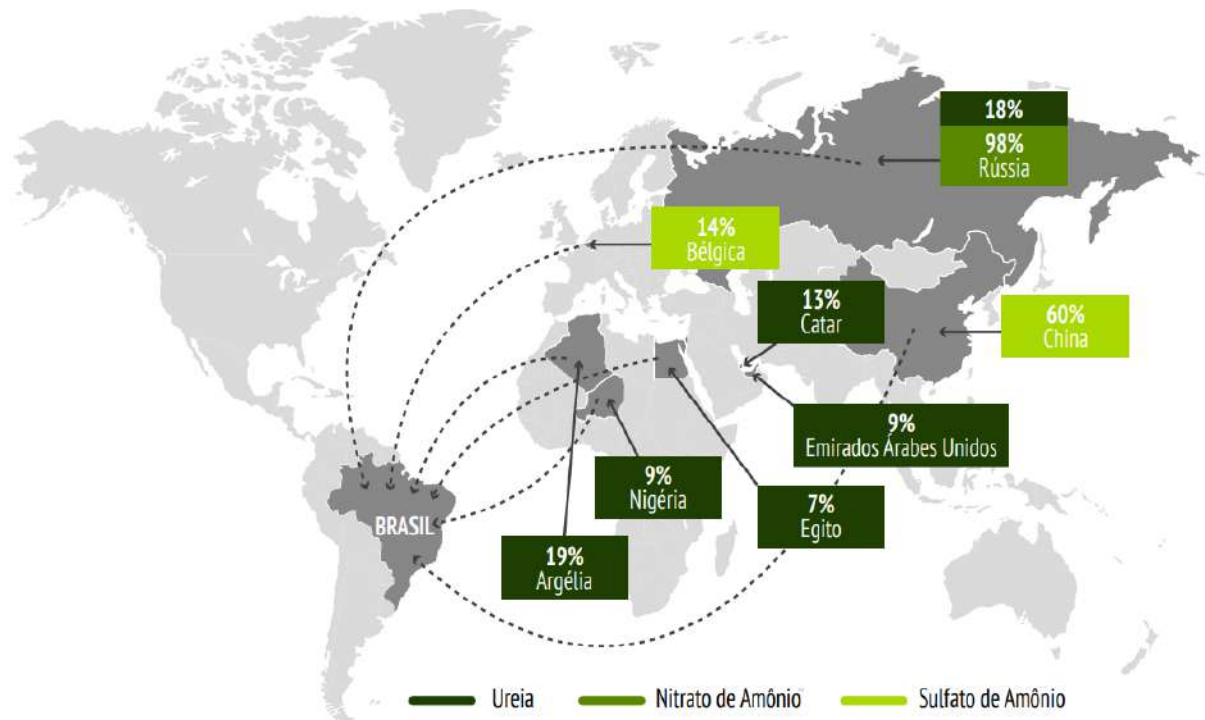 18%
98%
Rússia
14%
Bélgica
13%
Catar
60%
China
9%
Emirados Árabes Unidos
9%
Nigéria
7%
Egito
BRASIL
19%
Argélia
Ureia
Nitrato de Amônio
Sulfato de Amônio